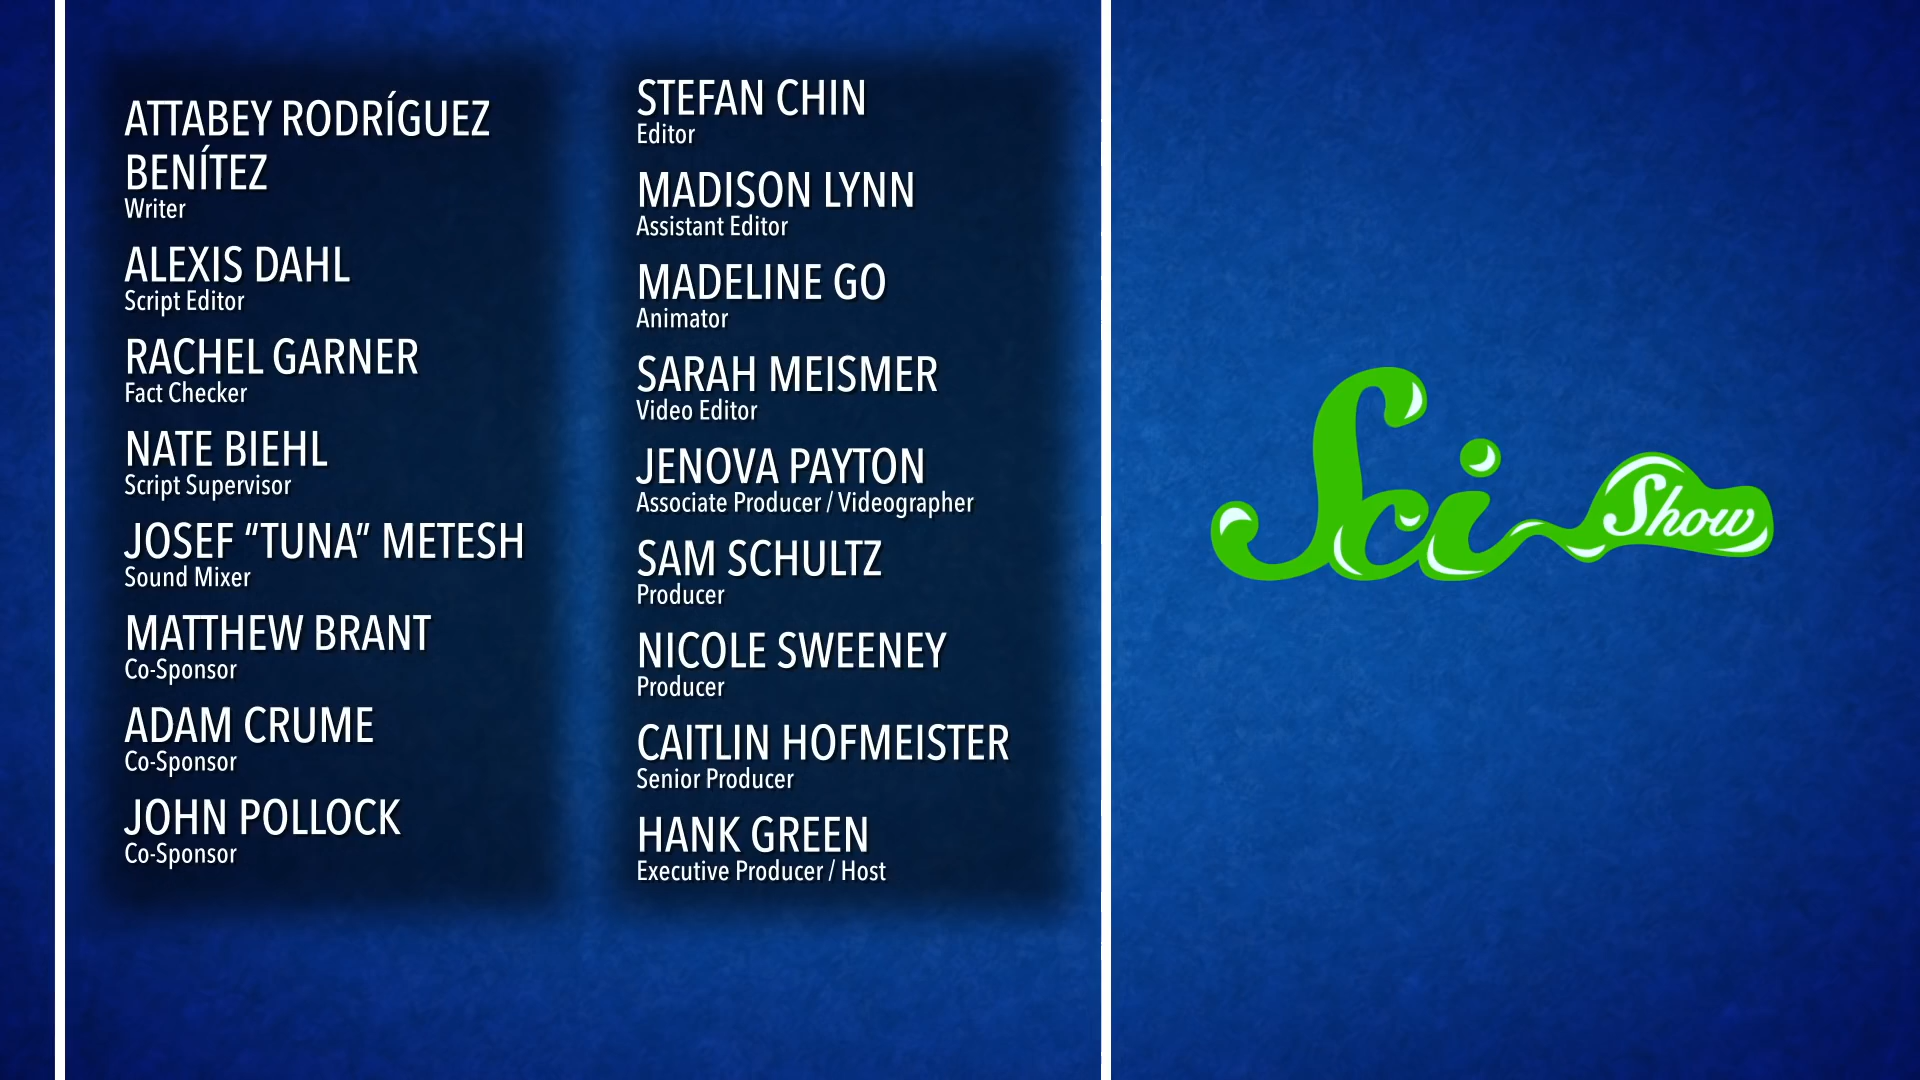 ATTABEY RODRÍGUEZ
BENÍTEZ
Writer
ALEXIS DAHL
Script Editor
RACHEL GARNER
Fact Checker
NATE BIEHL
Script Supervisor
JOSEF “TUNA” METESH
Sound Mixer
MATTHEW BRANT
Co-Sponsor
ADAM CRUME
Co-Sponsor
JOHN POLLOCK
Co-Sponsor
STEFAN CHIN
Editor
MADISON LYNN
Assistant Editor
MADELINE GO
Animator
SARAH MEISMER
Video Editor
JENOVA PAYTON
Associate Producer / Videographer
SAM SCHULTZ
Producer
NICOLE SWEENEY
Producer
CAITLIN HOFMEISTER
Senior Producer
HANK GREEN
Executive Producer / Host
Sci Show